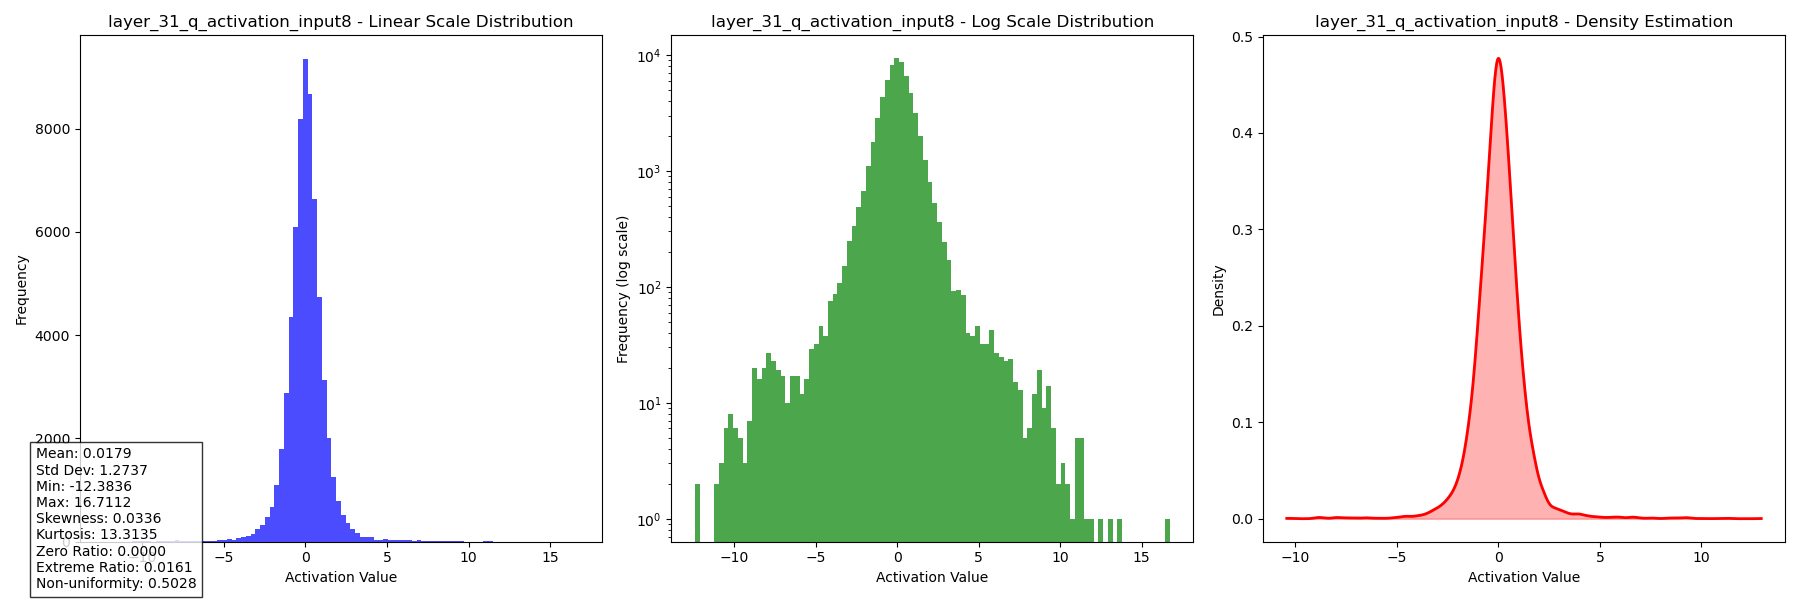 layer_31_q_activation_input8 - Linear Scale Distribution
layer_31_q_activation_input8 - Log Scale Distribution
layer_31_q_activation_input8 - Density Estimation
Frequency
8000
6000
4000
2000
−5
0
5
10
15
Activation Value
Mean: 0.0179
Std Dev: 1.2737
Min: -12.3836
Max: 16.7112
Skewness: 0.0336
Kurtosis: 13.3135
Zero Ratio: 0.0000
Extreme Ratio: 0.0161
Non-uniformity: 0.5028
Frequency (log scale)
10⁴
10³
10²
10¹
10⁰
−10
−5
0
5
10
15
Activation Value
Density
0.5
0.4
0.3
0.2
0.1
0.0
−10
−5
0
5
10
Activation Value